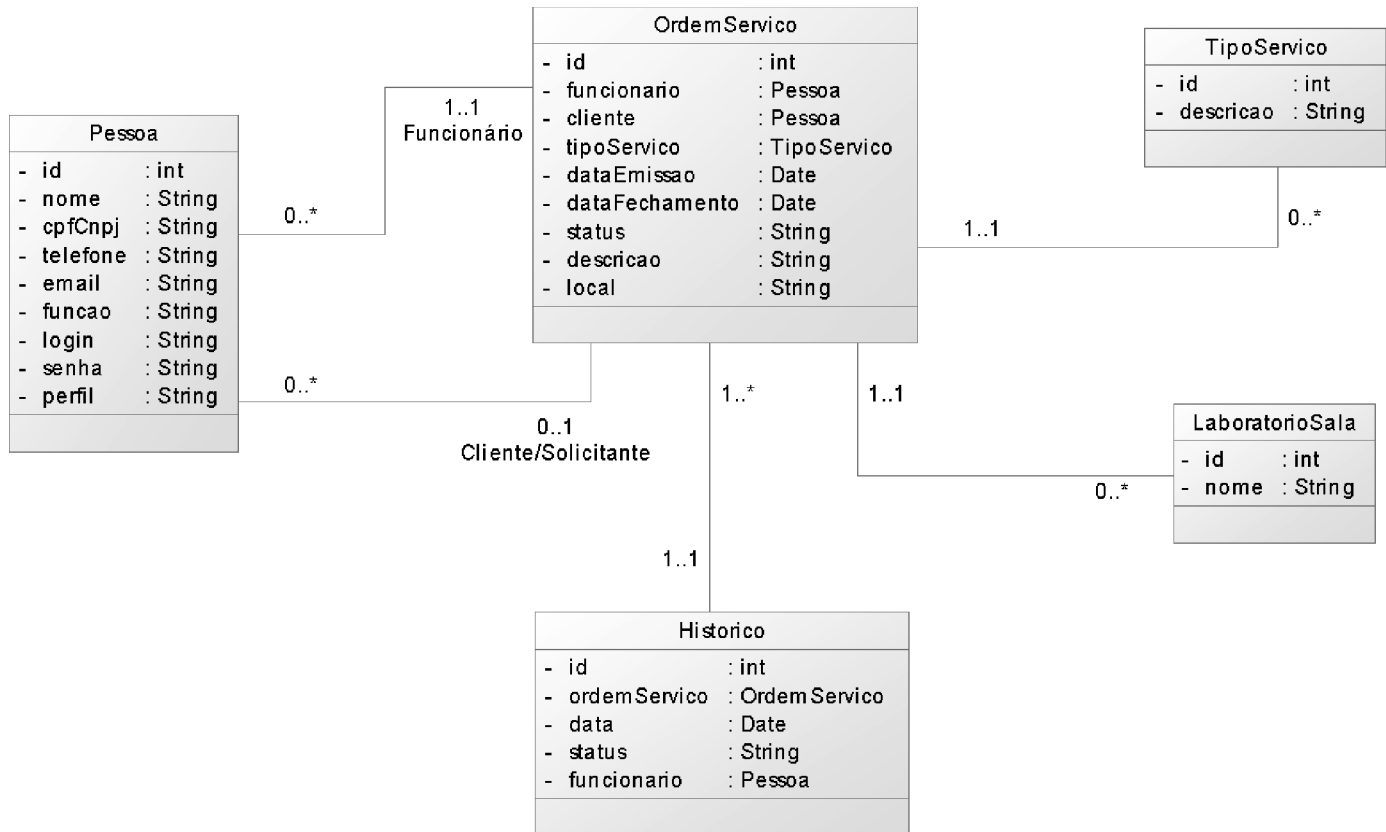 OrdemServico
- id : int
- funcionario : Pessoa
- cliente : Pessoa
- tipoServico : TipoServico
- dataEmissao : Date
- dataFechamento : Date
- status : String
- descricao : String
- local : String
TipoServico
- id : int
- descricao : String
Pessoa
- id : int
- nome : String
- cpfCnpj : String
- telefone : String
- email : String
- funcao : String
- login : String
- senha : String
- perfil : String
1..1
Funcionário
0..*
1..1
0..*
0..*
0..1
Cliente/Solicitante
1..*
1..1
1..1
0..*
LaboratorioSala
- id : int
- nome : String
Historico
- id : int
- ordemServico : OrdemServico
- data : Date
- status : String
- funcionario : Pessoa